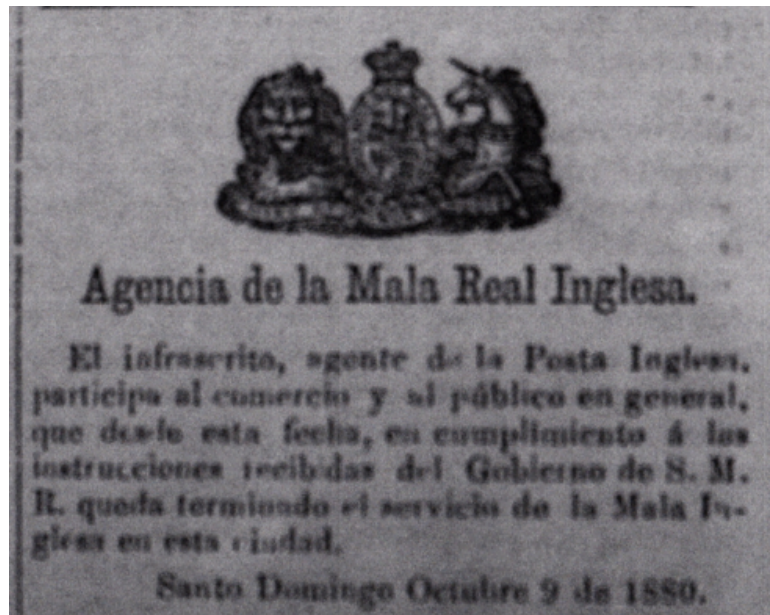 Agencia de la Mala Real Inglesa.
El infrascrito, agente de la Posta Inglesa,
participa al comercio y al público en general,
que desde esta fecha, en cumplimiento á las
instrucciones recibidas del Gobierno de S. M.
R. queda terminado el servicio de la Mala In-
glesa en esta ciudad.
Santo Domingo Octubre 9 de 1880.